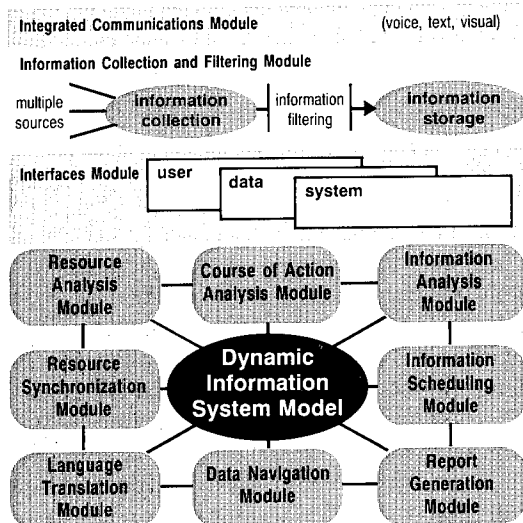 Integrated Communications Module (voice, text, visual)
Information Collection and Filtering Module
multiple
sources
information
collection
information
filtering
information
storage
Interfaces Module
user
data
system
Resource
Analysis
Module
Course of Action
Analysis Module
Information
Analysis
Module
Resource
Synchronization
Module
Dynamic
Information
System Model
Information
Scheduling
Module
Language
Translation
Module
Data Navigation
Module
Report
Generation
Module